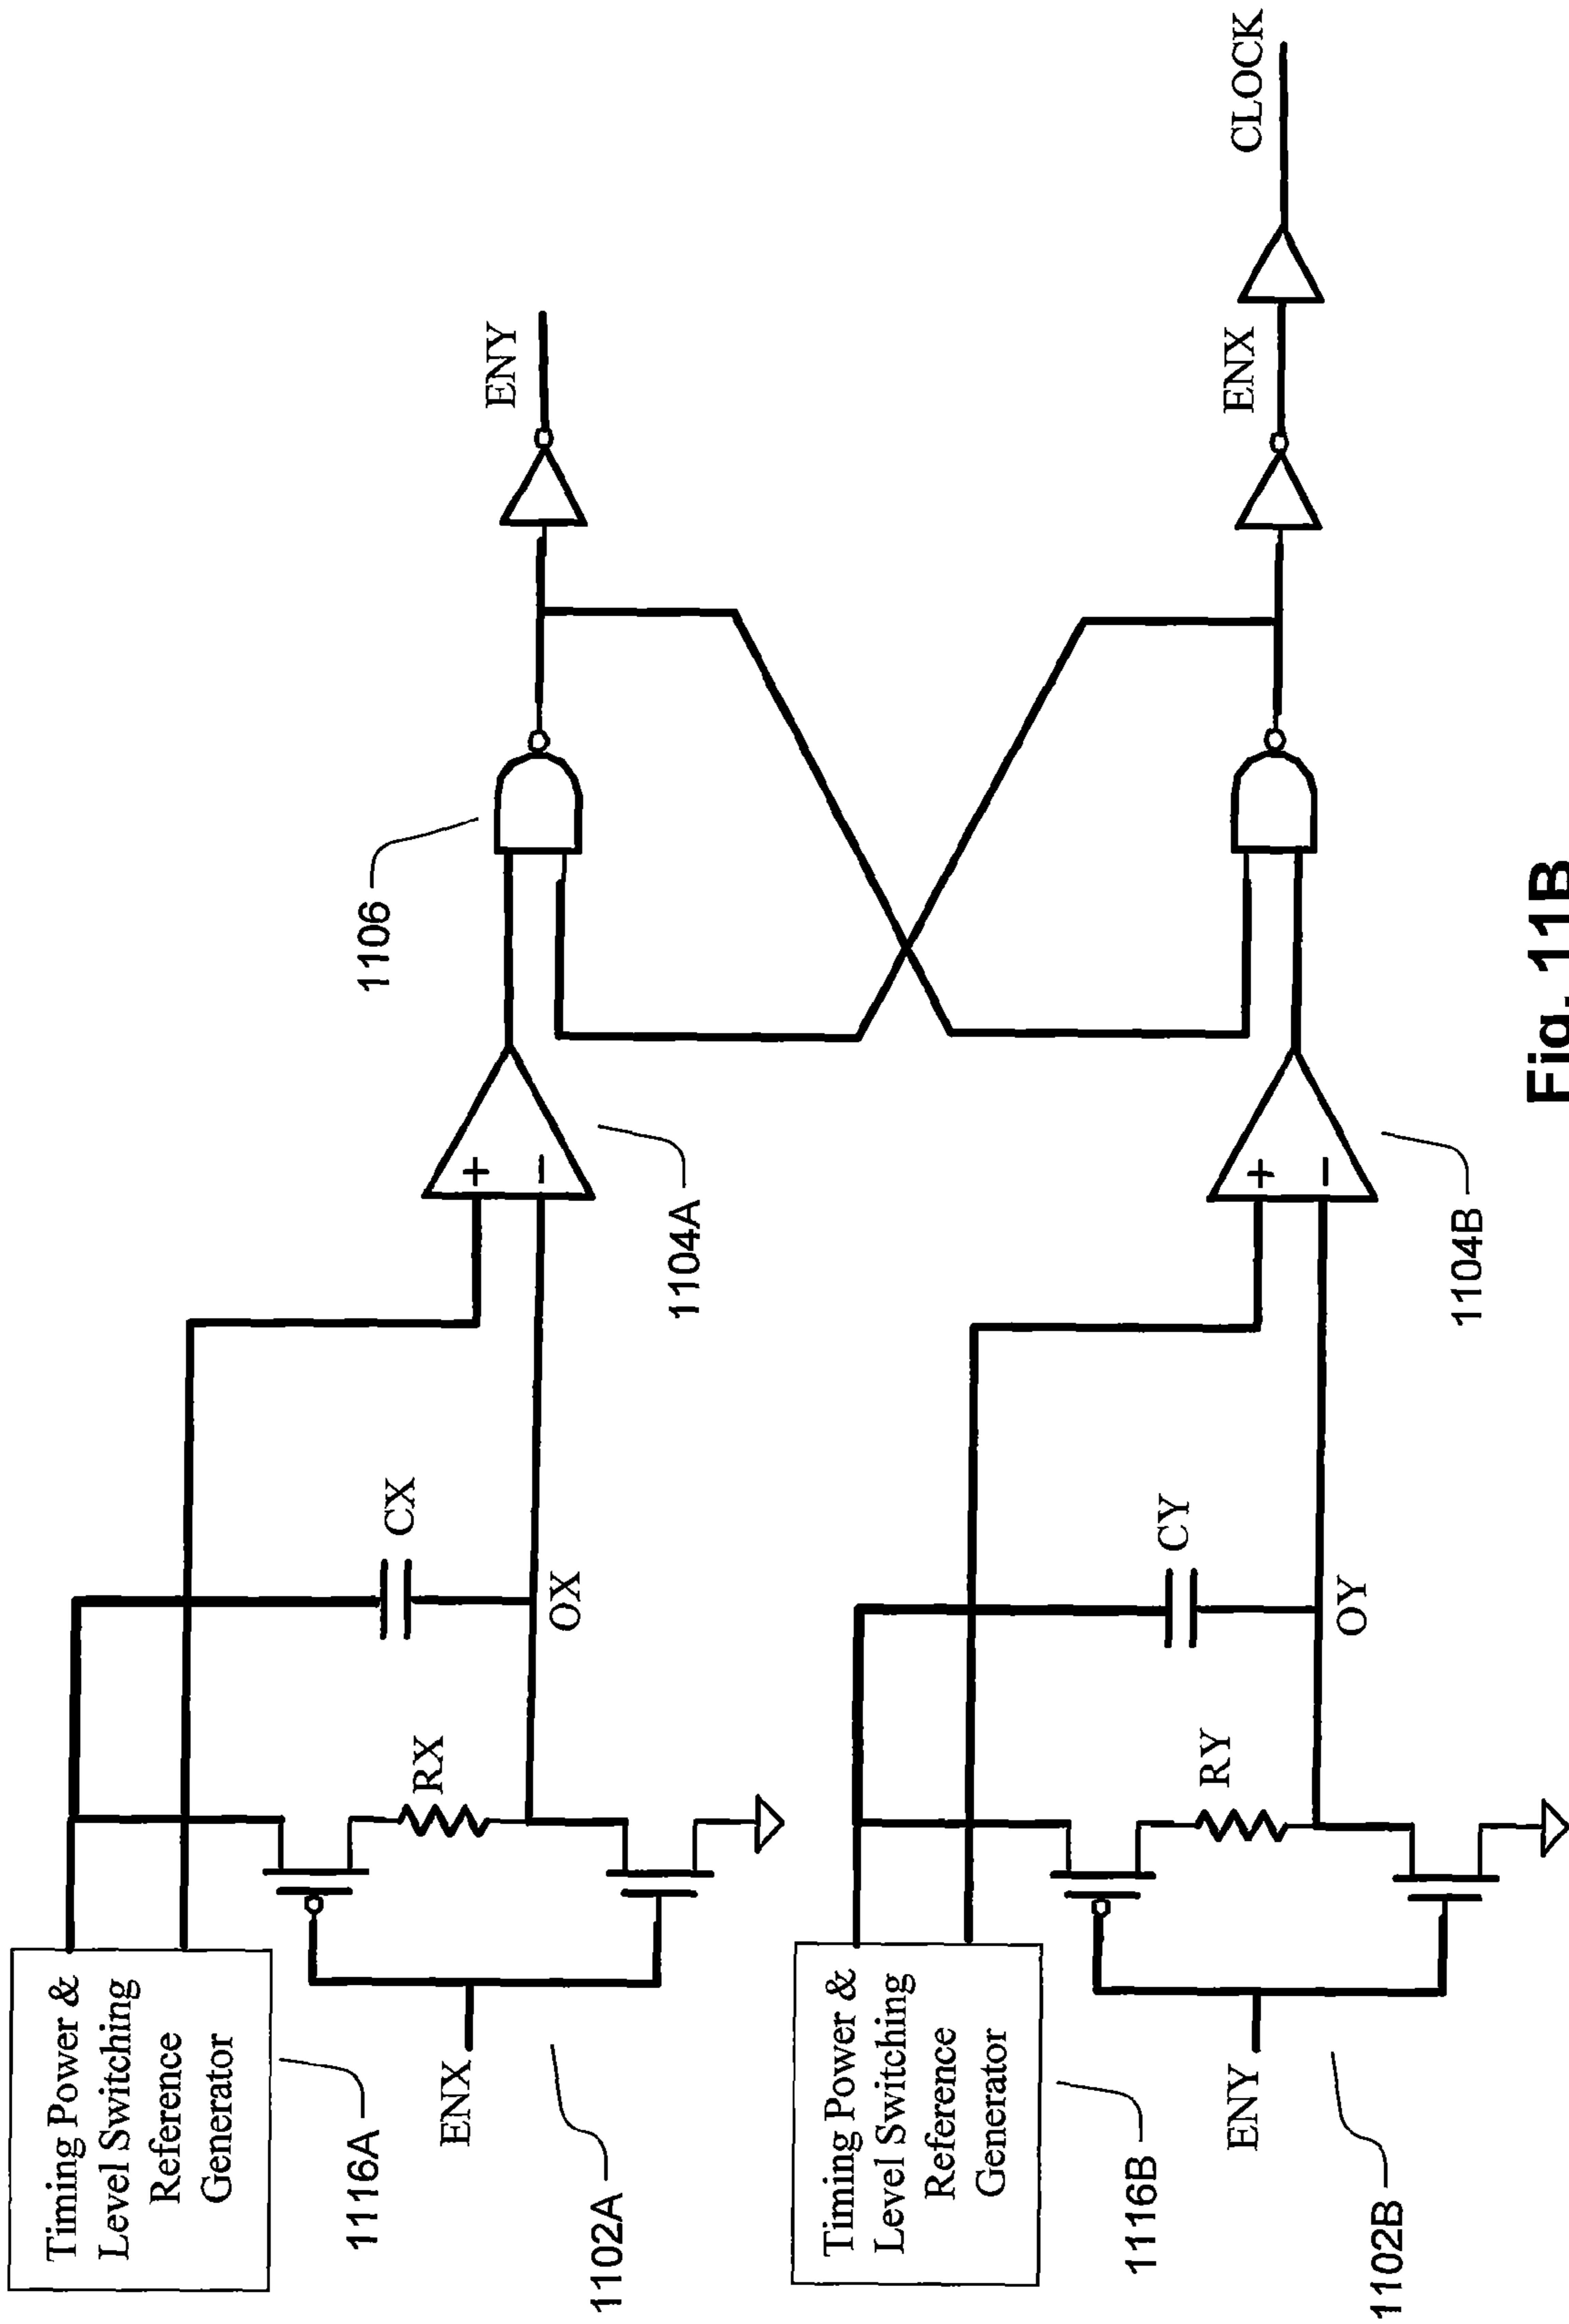 Timing Power &
Level Switching
Reference
Generator
1116A
ENX
1102A
RX
CX
OX
+
−
1104A
1106
ENY
Timing Power &
Level Switching
Reference
Generator
1116B
ENY
1102B
RY
CY
OY
+
−
1104B
ENX
CLOCK
Fig. 11B